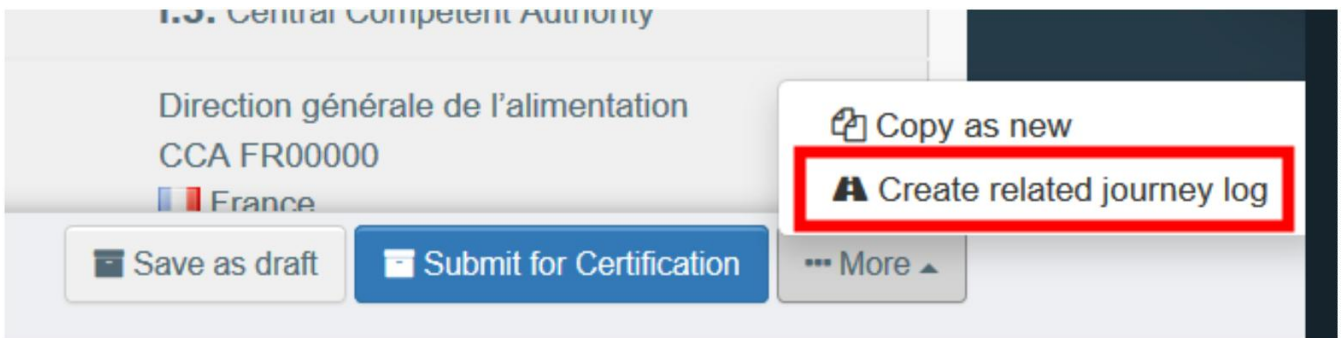 I.3. Central Competent Authority
Direction générale de l’alimentation
CCA FR00000
France
Copy as new
Create related journey log
Save as draft
Submit for Certification
More